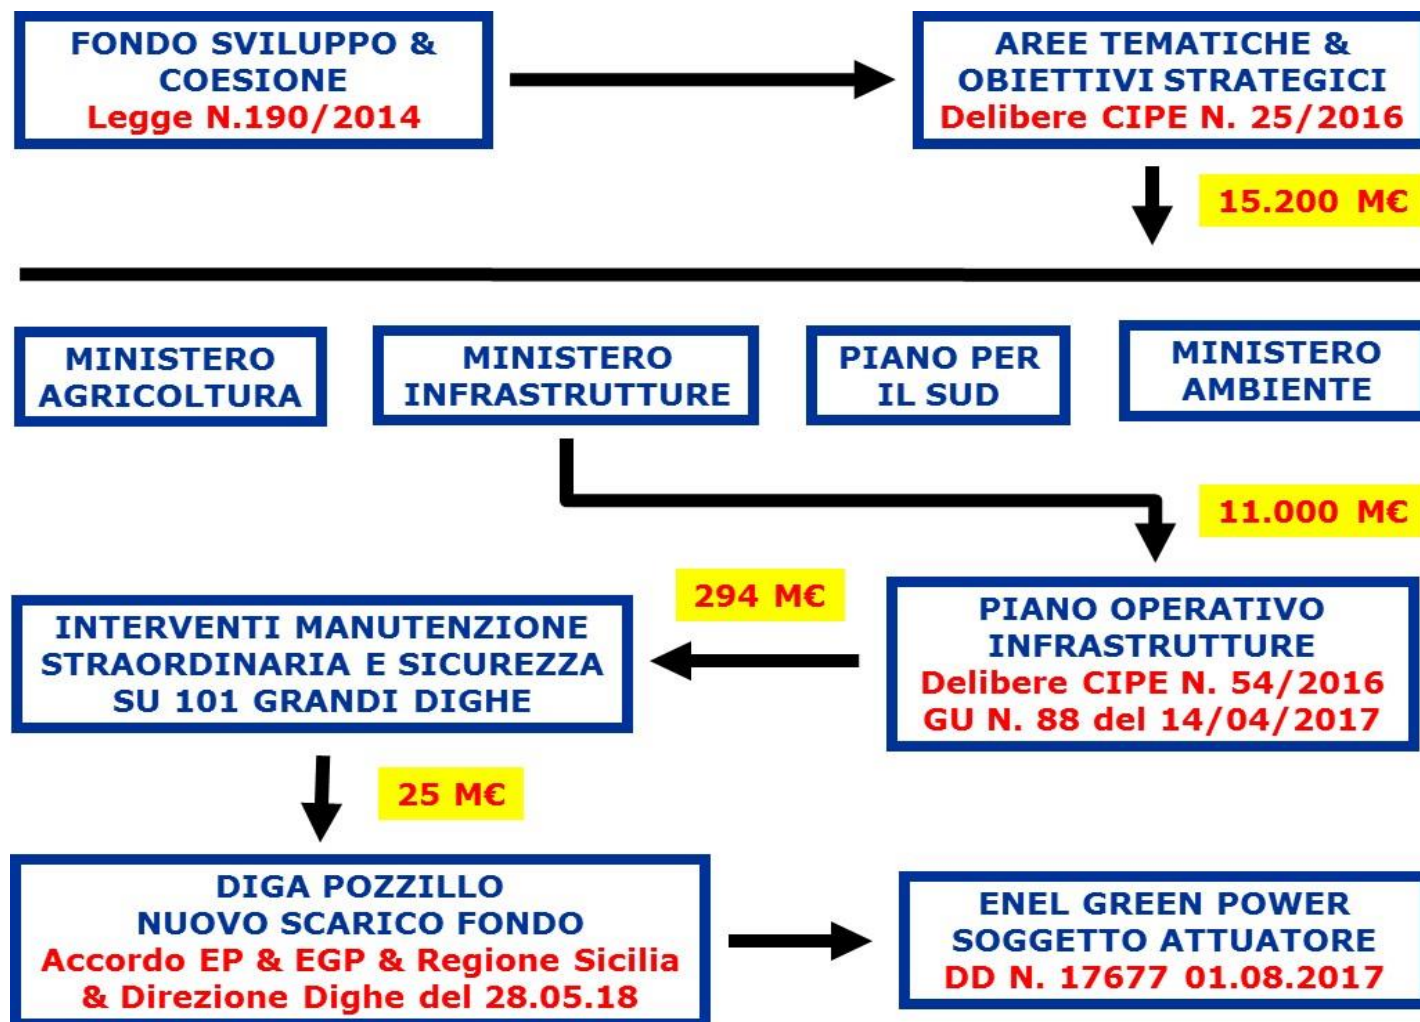 FONDO SVILUPPO &
COESIONE
Legge N.190/2014
AREE TEMATICHE &
OBIETTIVI STRATEGICI
Delibere CIPE N. 25/2016
15.200 M€
MINISTERO
AGRICOLTURA
MINISTERO
INFRASTRUTTURE
PIANO PER
IL SUD
MINISTERO
AMBIENTE
11.000 M€
PIANO OPERATIVO
INFRASTRUTTURE
Delibere CIPE N. 54/2016
GU N. 88 del 14/04/2017
294 M€
INTERVENTI MANUTENZIONE
STRAORDINARIA E SICUREZZA
SU 101 GRANDI DIGHE
25 M€
DIGA POZZILLO
NUOVO SCARICO FONDO
Accordo EP & EGP & Regione Sicilia
& Direzione Dighe del 28.05.18
ENEL GREEN POWER
SOGGETTO ATTUATORE
DD N. 17677 01.08.2017